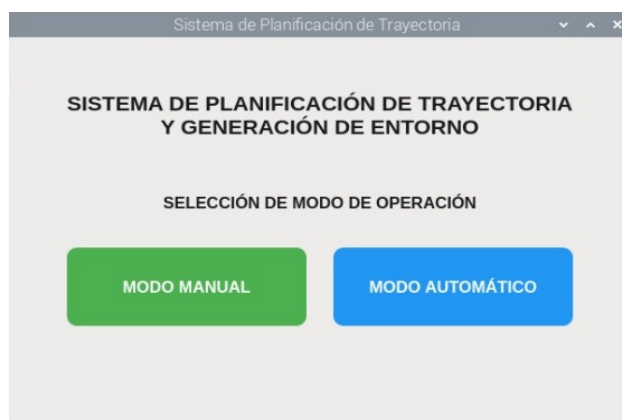 Sistema de Planificación de Trayectoria
SISTEMA DE PLANIFICACIÓN DE TRAYECTORIA
Y GENERACIÓN DE ENTORNO
SELECCIÓN DE MODO DE OPERACIÓN
MODO MANUAL
MODO AUTOMÁTICO